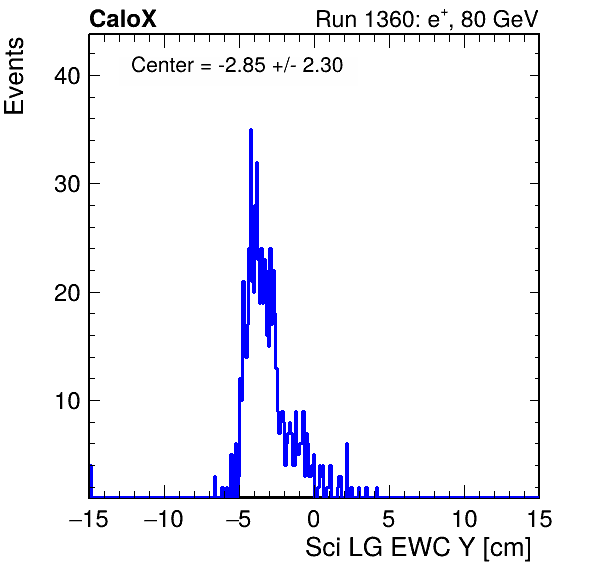 CaloX Run 1360: e+, 80 GeV
Center = -2.85 +/- 2.30
Events
40
30
20
10
−15 −10 −5 0 5 10 15
Sci LG EWC Y [cm]